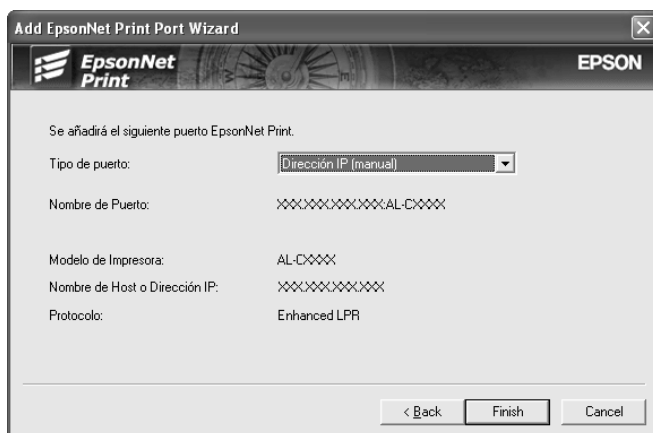 Add EpsonNet Print Port Wizard
EpsonNet
Print
EPSON
Se añadirá el siguiente puerto EpsonNet Print.
Tipo de puerto: Dirección IP (manual)
Nombre de Puerto: XXX.XXX.XXX.XXX:AL-CXXXX
Modelo de Impresora: AL-CXXXX
Nombre de Host o Dirección IP: XXX.XXX.XXX.XXX
Protocolo: Enhanced LPR
< Back Finish Cancel